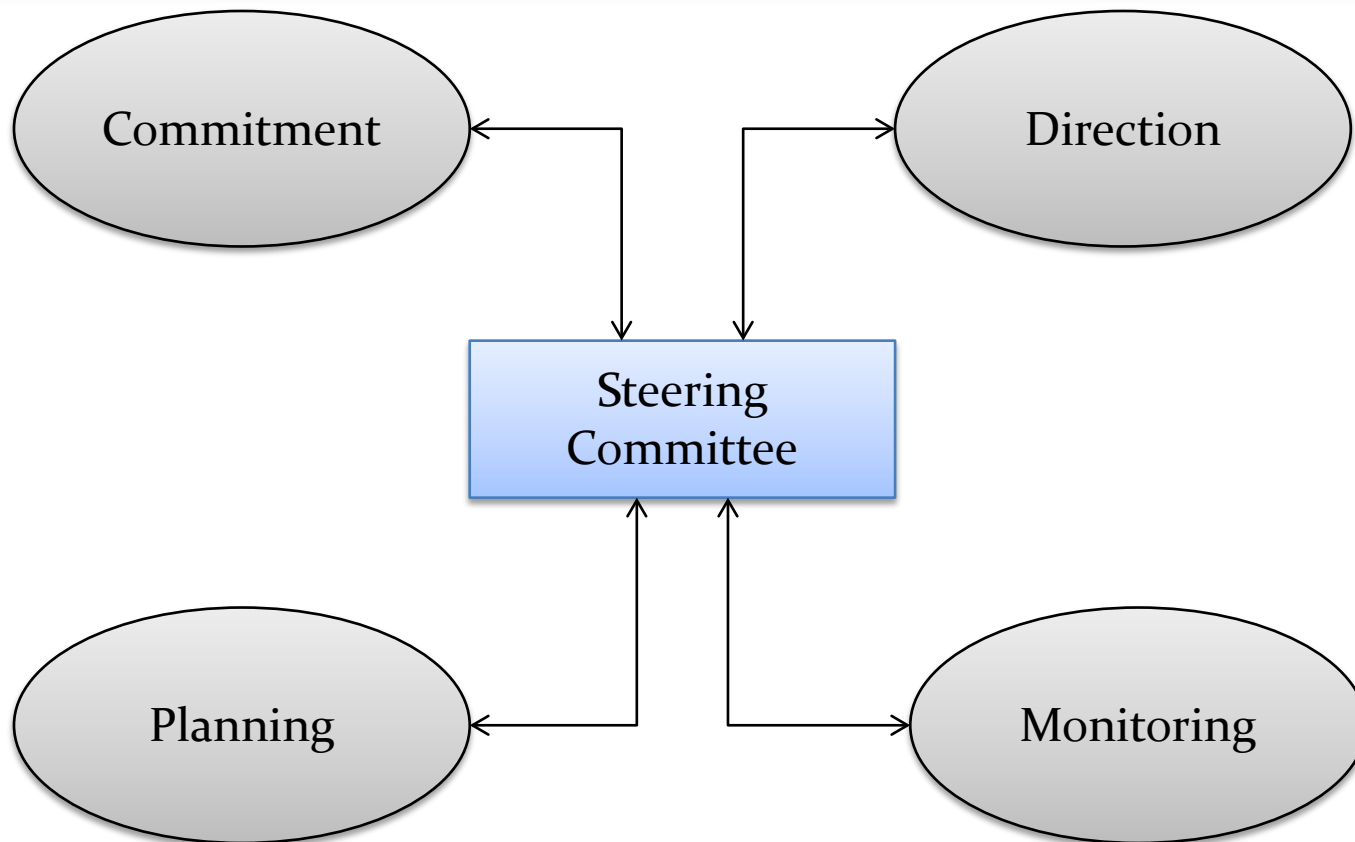 Commitment
Direction
Steering
Committee
Planning
Monitoring